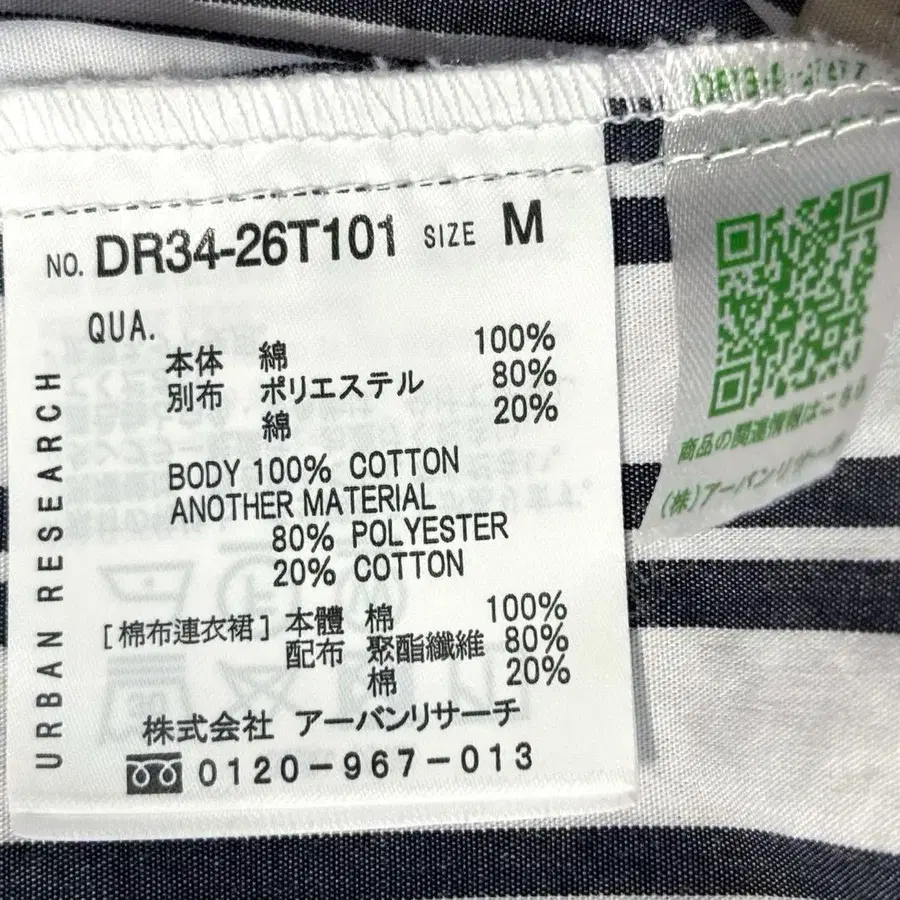 NO. DR34-26T101 SIZE M
QUA.
本体 綿 100%
別布 ポリエステル 80%
綿 20%
BODY 100% COTTON
ANOTHER MATERIAL
80% POLYESTER
20% COTTON
[棉布連衣裙] 本體 棉 100%
配布 聚酯纖維 80%
棉 20%
株式会社 アーバンリサーチ
0120-967-013
URBAN RESEARCH
商品の関連情報はこちら
(株)アーバンリサーチ